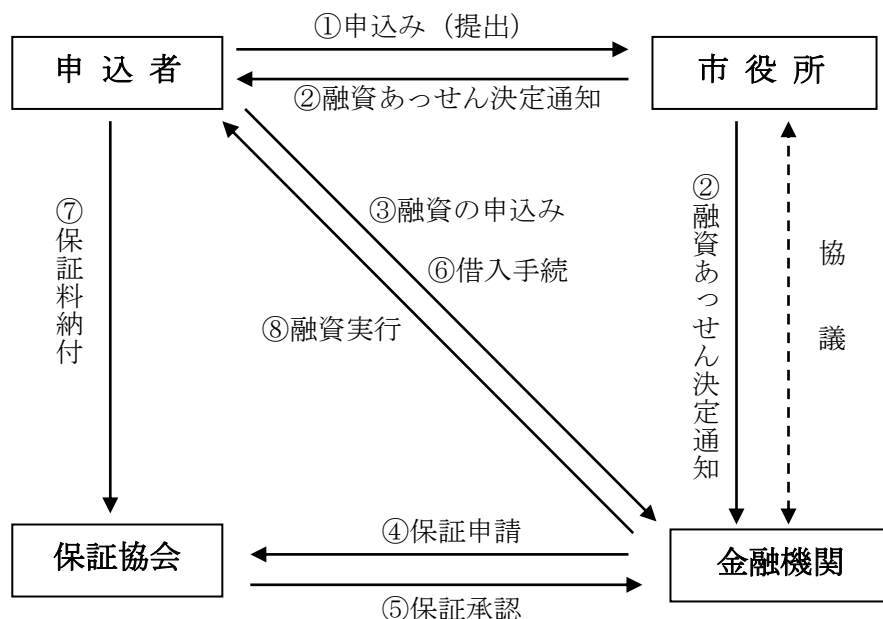 ①申込み（提出）
申 込 者
市 役 所
②融資あっせん決定通知
③融資の申込み
⑥借入手続
⑧融資実行
⑦保証料納付
②融資あっせん決定通知
協 議
④保証申請
保証協会
金融機関
⑤保証承認